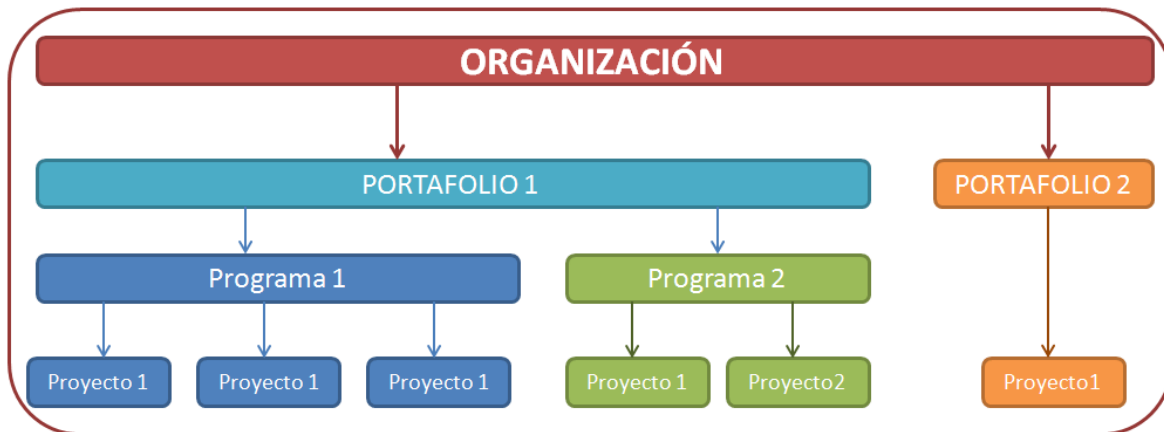 ORGANIZACIÓN
PORTAFOLIO 1
PORTAFOLIO 2
Programa 1
Programa 2
Proyecto 1
Proyecto 1
Proyecto 1
Proyecto 1
Proyecto2
Proyecto1